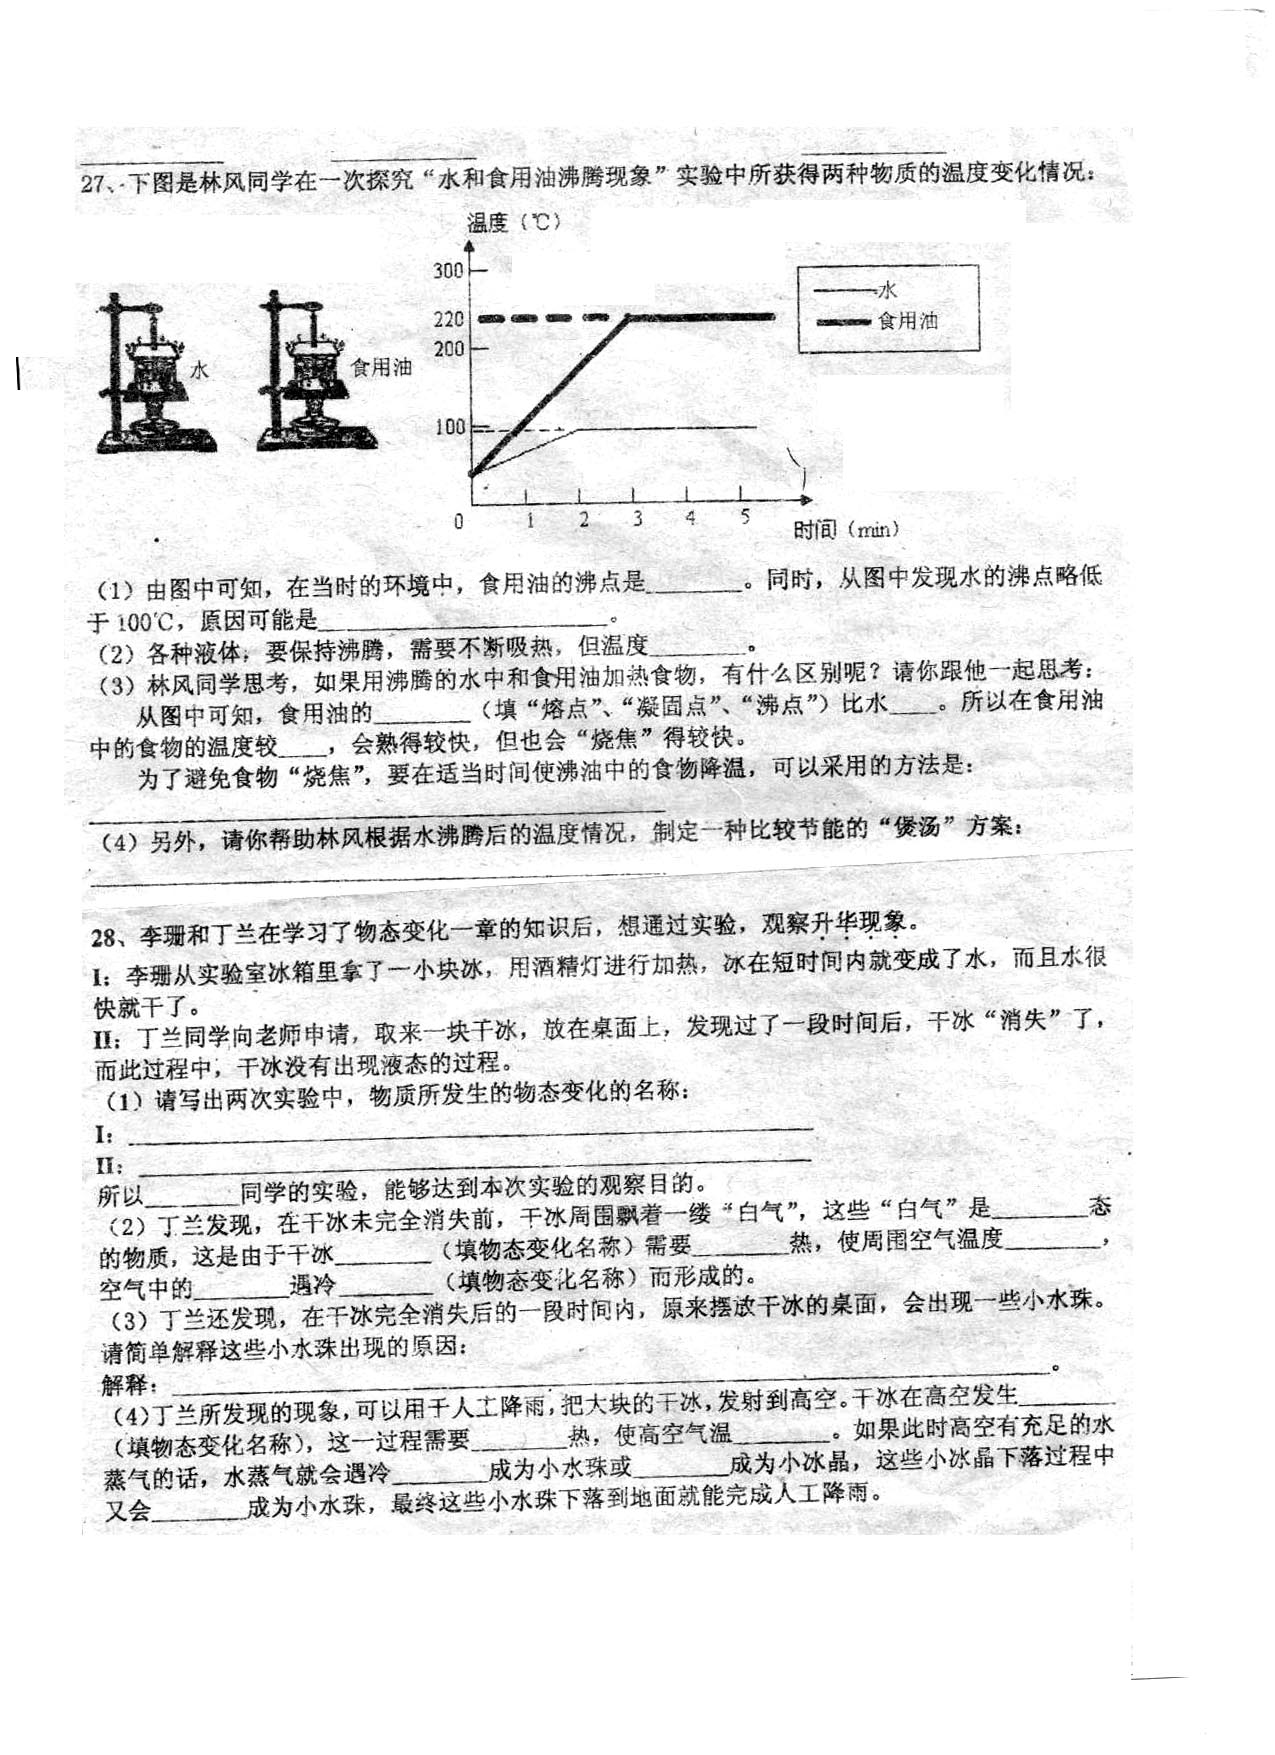 27、下图是林风同学在一次探究“水和食用油沸腾现象”实验中所获得两种物质的温度变化情况：
温度（℃）
300
220
200
100
0
1
2
3
4
5
时间（min）
水
食用油
水
食用油
（1）由图中可知，在当时的环境中，食用油的沸点是________。同时，从图中发现水的沸点略低
于100℃，原因可能是________________________。
（2）各种液体：要保持沸腾，需要不断吸热，但温度________。
（3）林风同学思考，如果用沸腾的水中和食用油加热食物，有什么区别呢？请你跟他一起思考：
从图中可知，食用油的________（填“熔点”、“凝固点”、“沸点”）比水____。所以在食用油
中的食物的温度较____，会熟得较快，但也会“烧焦”得较快。
为了避免食物“烧焦”，要在适当时间使沸油中的食物降温，可以采用的方法是：
（4）另外，请你帮助林风根据水沸腾后的温度情况，制定一种比较节能的“煲汤”方案：
28、李珊和丁兰在学习了物态变化一章的知识后，想通过实验，观察升华现象。
I：李珊从实验室冰箱里拿了一小块冰，用酒精灯进行加热，冰在短时间内就变成了水，而且水很
快就干了。
II：丁兰同学向老师申请，取来一块干冰，放在桌面上，发现过了一段时间后，干冰“消失”了，
而此过程中，干冰没有出现液态的过程。
（1）请写出两次实验中，物质所发生的物态变化的名称：
I：
II：
所以________同学的实验，能够达到本次实验的观察目的。
（2）丁兰发现，在干冰未完全消失前，干冰周围飘着一缕“白气”，这些“白气”是________态
的物质，这是由于干冰________（填物态变化名称）需要________热，使周围空气温度________，
空气中的________遇冷________（填物态变化名称）而形成的。
（3）丁兰还发现，在干冰完全消失后的一段时间内，原来摆放干冰的桌面，会出现一些小水珠。
请简单解释这些小水珠出现的原因：
解释：________________________。
（4）丁兰所发现的现象，可以用于人工降雨，把大块的干冰，发射到高空。干冰在高空发生________
（填物态变化名称），这一过程需要________热，使高空气温________。如果此时高空有充足的水
蒸气的话，水蒸气就会遇冷________成为小水珠或________成为小冰晶，这些小冰晶下落过程中
又会________成为小水珠，最终这些小水珠下落到地面就能完成人工降雨。